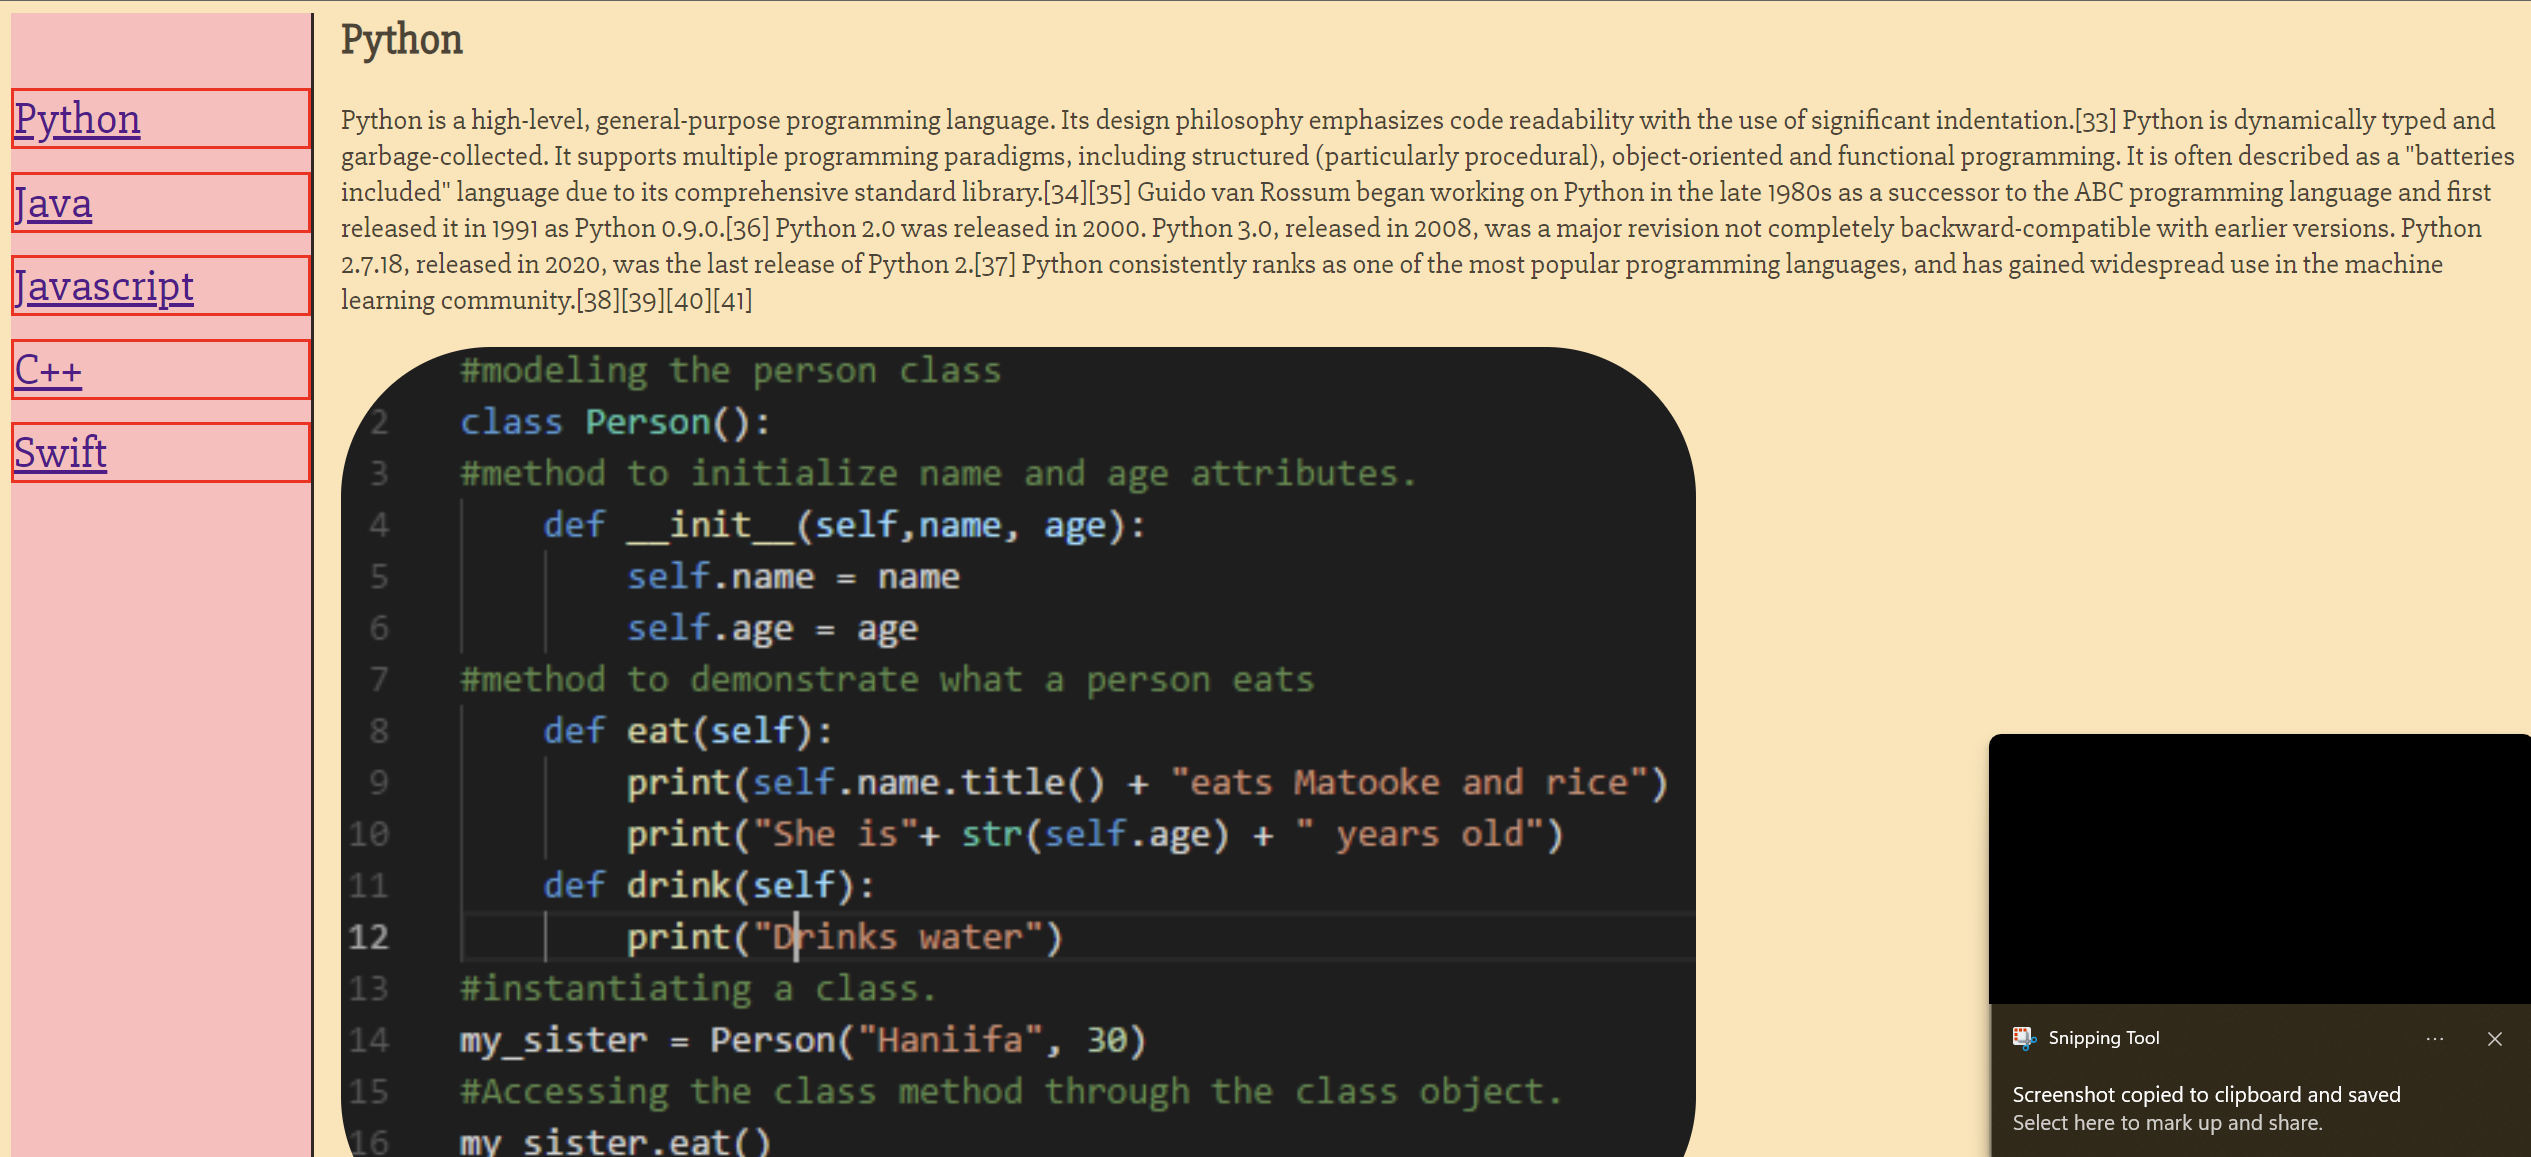 Python
Java
Javascript
C++
Swift
Python
Python is a high-level, general-purpose programming language. Its design philosophy emphasizes code readability with the use of significant indentation.[33] Python is dynamically typed and
garbage-collected. It supports multiple programming paradigms, including structured (particularly procedural), object-oriented and functional programming. It is often described as a "batteries
included" language due to its comprehensive standard library.[34][35] Guido van Rossum began working on Python in the late 1980s as a successor to the ABC programming language and first
released it in 1991 as Python 0.9.0.[36] Python 2.0 was released in 2000. Python 3.0, released in 2008, was a major revision not completely backward-compatible with earlier versions. Python
2.7.18, released in 2020, was the last release of Python 2.[37] Python consistently ranks as one of the most popular programming languages, and has gained widespread use in the machine
learning community.[38][39][40][41]
#modeling the person class
2 class Person():
3 #method to initialize name and age attributes.
4 def __init__(self,name, age):
5 self.name = name
6 self.age = age
7 #method to demonstrate what a person eats
8 def eat(self):
9 print(self.name.title() + "eats Matooke and rice")
10 print("She is"+ str(self.age) + " years old")
11 def drink(self):
12 print("Drinks water")
13 #instantiating a class.
14 my_sister = Person("Haniifa", 30)
15 #Accessing the class method through the class object.
16 my_sister.eat()
Snipping Tool
Screenshot copied to clipboard and saved
Select here to mark up and share.